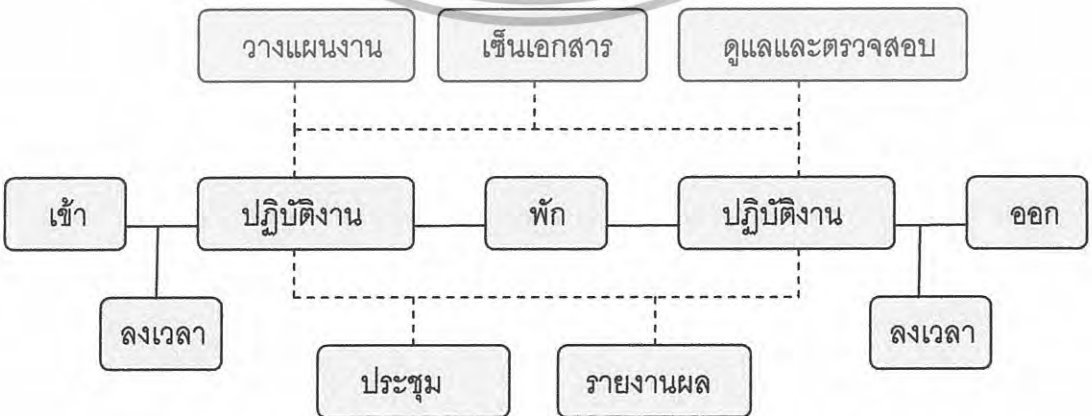 วางแผนงาน
เซ็นเอกสาร
ดูแลและตรวจสอบ
เข้า
ปฏิบัติงาน
พัก
ปฏิบัติงาน
ออก
ลงเวลา
ลงเวลา
ประชุม
รายงานผล